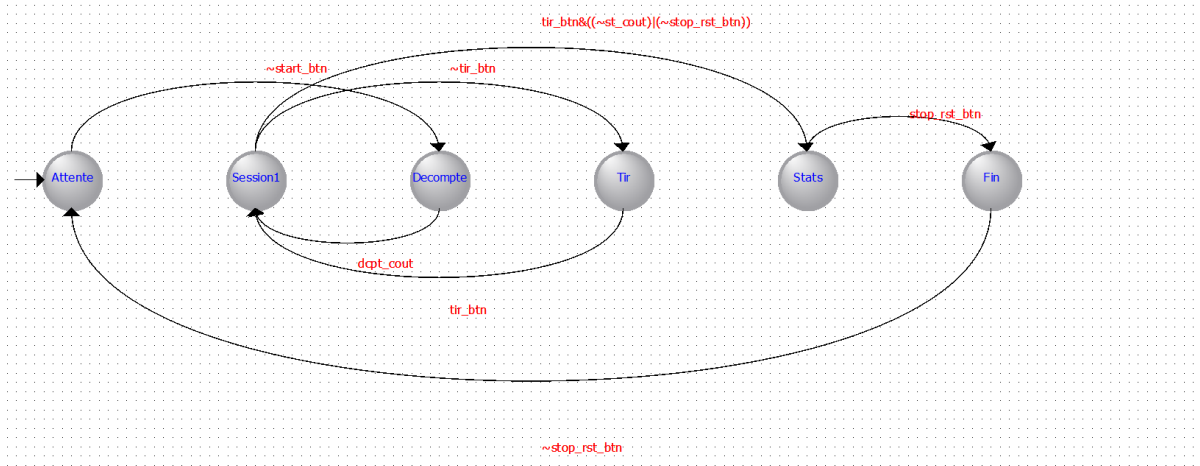 tir_btn&((~st_cout)|(~stop_rst_btn))
~start_btn
~tir_btn
stop_rst_btn
Attente
Session1
Decompte
Tir
Stats
Fin
dcpt_cout
tir_btn
~stop_rst_btn